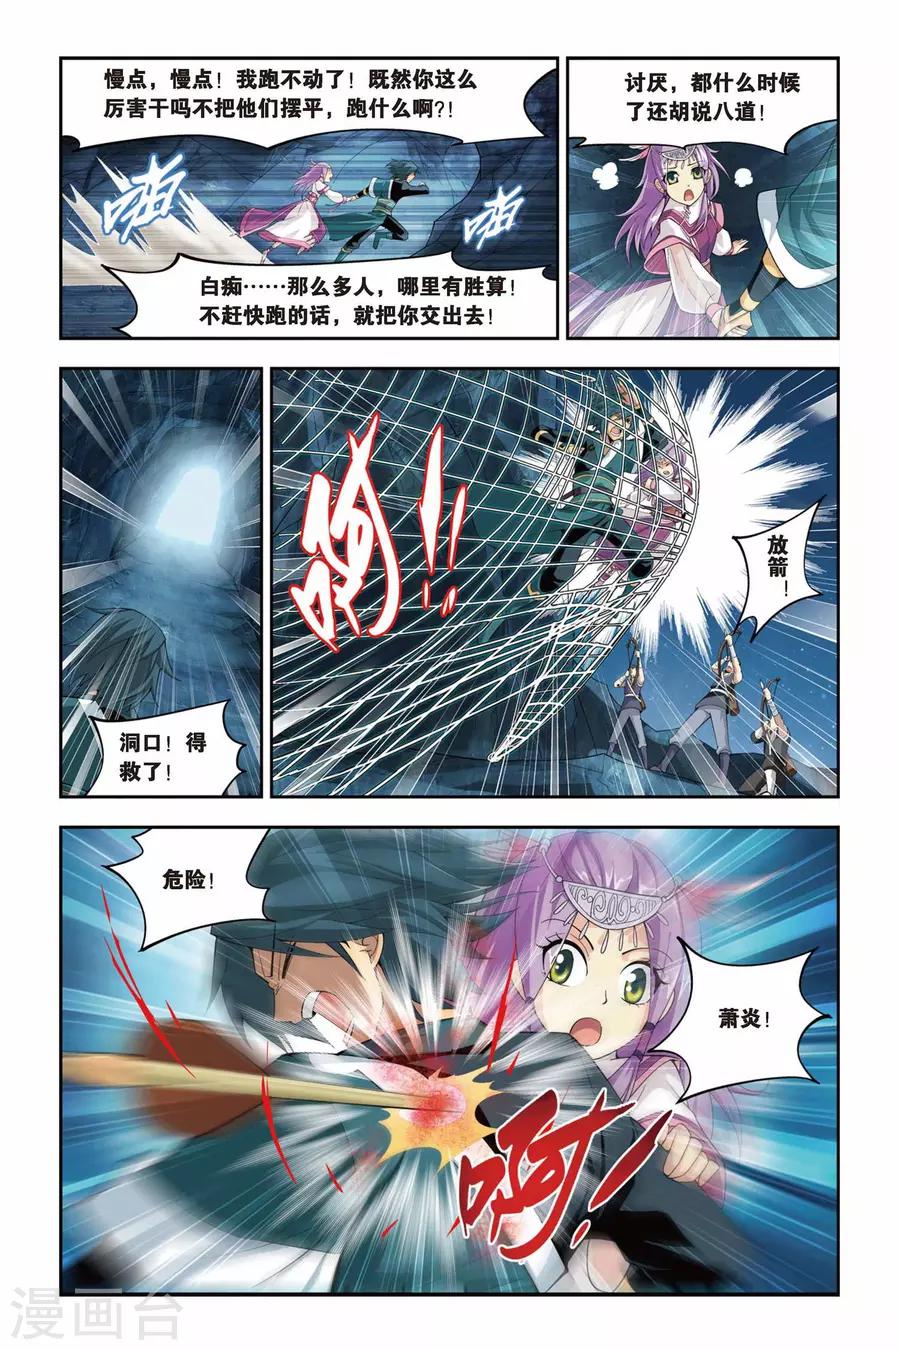 慢点，慢点！我跑不动了！既然你这么
厉害干吗不把他们摆平，跑什么啊?！
嗒
嗒
白痴……那么多人，哪里有胜算！
不赶快跑的话，就把你交出去！
讨厌，都什么时候
了还胡说八道！
洞口！得
救了！
放
箭！
危险！
萧炎！
啊！
漫画台